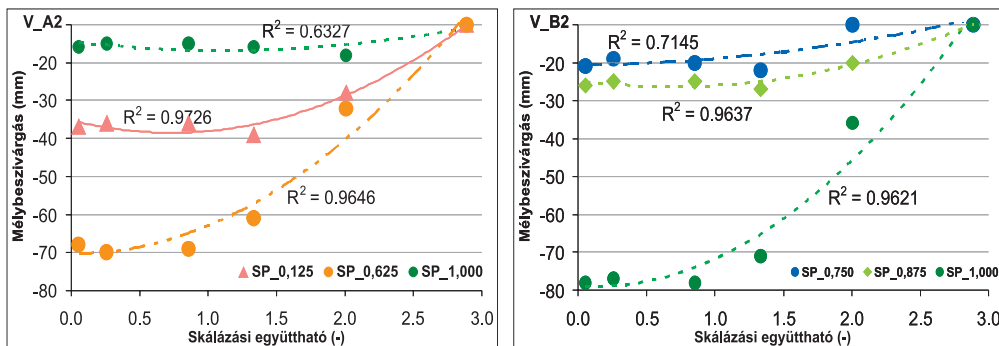 V_A2
Mélybeszivárgás (mm)
-10
-20
-30
-40
-50
-60
-70
-80
R² = 0.6327
R² = 0.9726
R² = 0.9646
SP_0,125 SP_0,625 SP_1,000
0.0 0.5 1.0 1.5 2.0 2.5 3.0
Skálázási együttható (-)
V_B2
Mélybeszivárgás (mm)
-10
-20
-30
-40
-50
-60
-70
-80
R² = 0.7145
R² = 0.9637
R² = 0.9621
SP_0,750 SP_0,875 SP_1,000
0.0 0.5 1.0 1.5 2.0 2.5 3.0
Skálázási együttható (-)